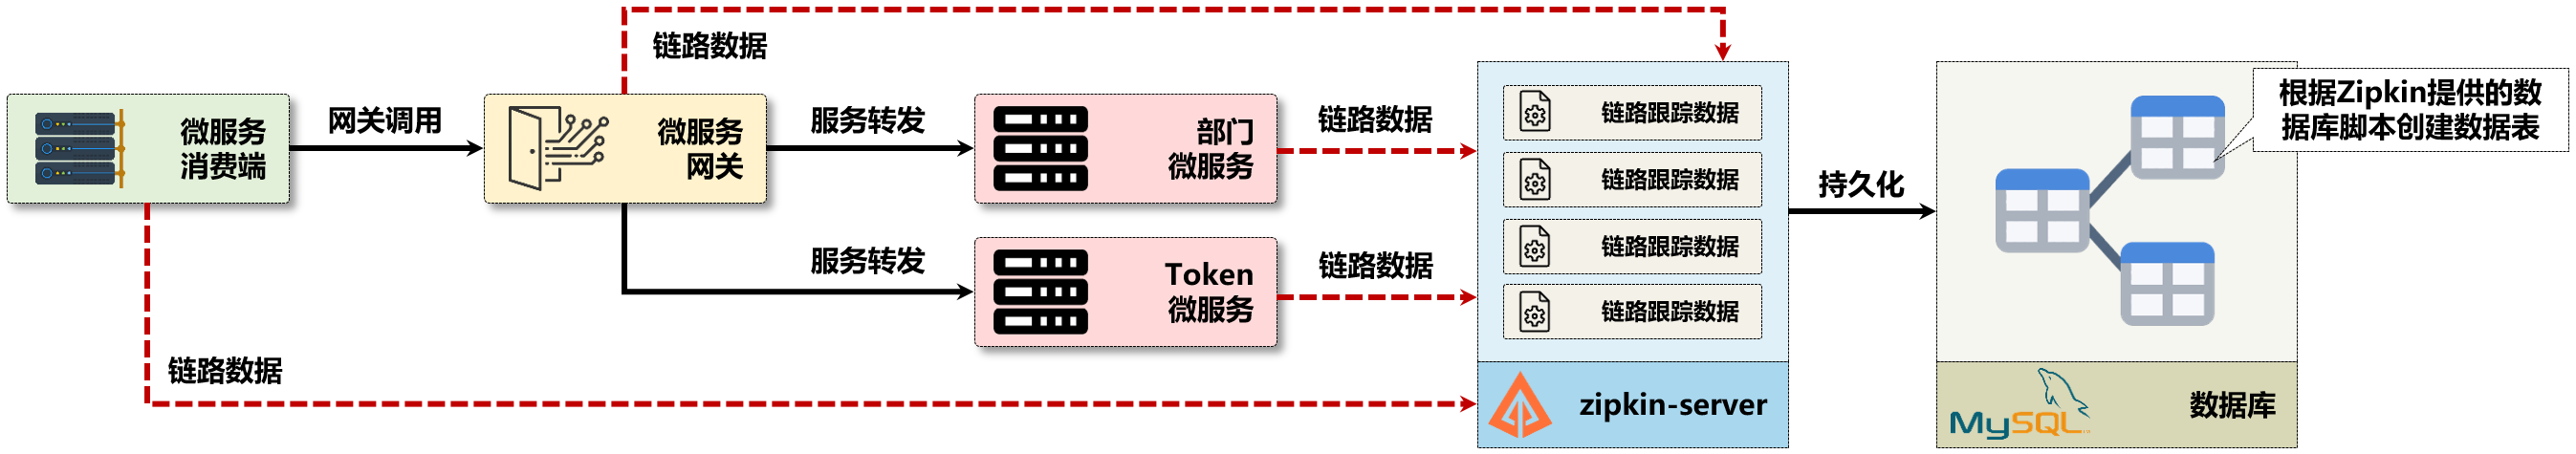 链路数据
微服务
消费端
网关调用
微服务
网关
服务转发
部门
微服务
链路数据
服务转发
Token
微服务
链路数据
链路数据
链路跟踪数据
链路跟踪数据
链路跟踪数据
链路跟踪数据
zipkin-server
持久化
根据Zipkin提供的数
据库脚本创建数据表
MySQL
数据库